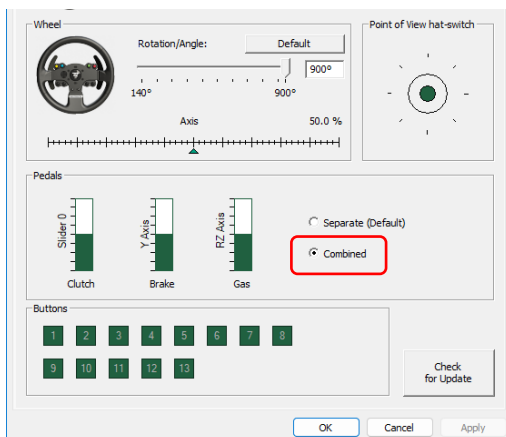 Wheel
Point of View hat-switch
Rotation/Angle:
Default
900°
140°
900°
Axis
50.0 %
Pedals
Slider 0
Y Axis
RZ Axis
Separate (Default)
Combined
Clutch
Brake
Gas
Buttons
1 2 3 4 5 6 7 8
9 10 11 12 13
Check
for Update
OK
Cancel
Apply